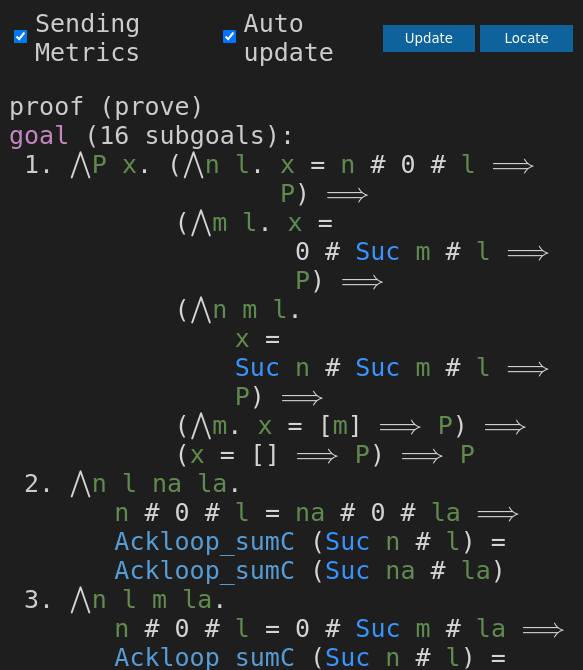 Sending Metrics
Auto update
Update
Locate
proof (prove)
goal (16 subgoals):
1. ⋀P x. (⋀n l. x = n # 0 # l ⟹
P) ⟹
(⋀m l. x =
0 # Suc m # l ⟹
P) ⟹
(⋀n m l.
x =
Suc n # Suc m # l ⟹
P) ⟹
(⋀m. x = [m] ⟹ P) ⟹
(x = [] ⟹ P) ⟹ P
2. ⋀n l na la.
n # 0 # l = na # 0 # la ⟹
Ackloop_sumC (Suc n # l) =
Ackloop_sumC (Suc na # la)
3. ⋀n l m la.
n # 0 # l = 0 # Suc m # la ⟹
Ackloop_sumC (Suc n # l) =